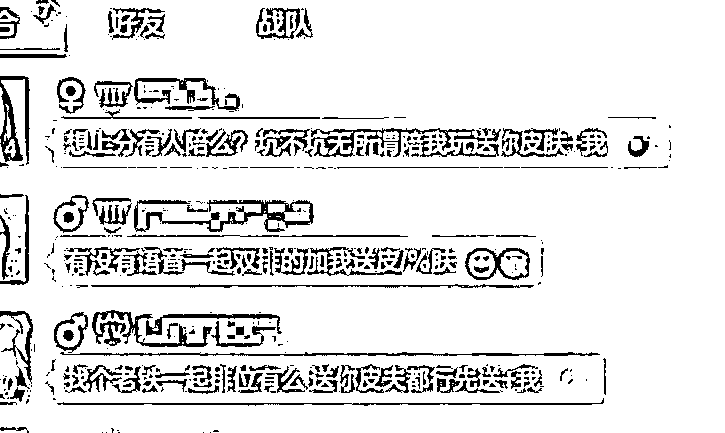 合 好友 战队
想上分有人陪么？坑不坑无所谓陪我玩送你皮肤+我
有没有语音一起双排的加我送皮/%肤
找个老铁一起排位有么送你皮夫都行先送+我